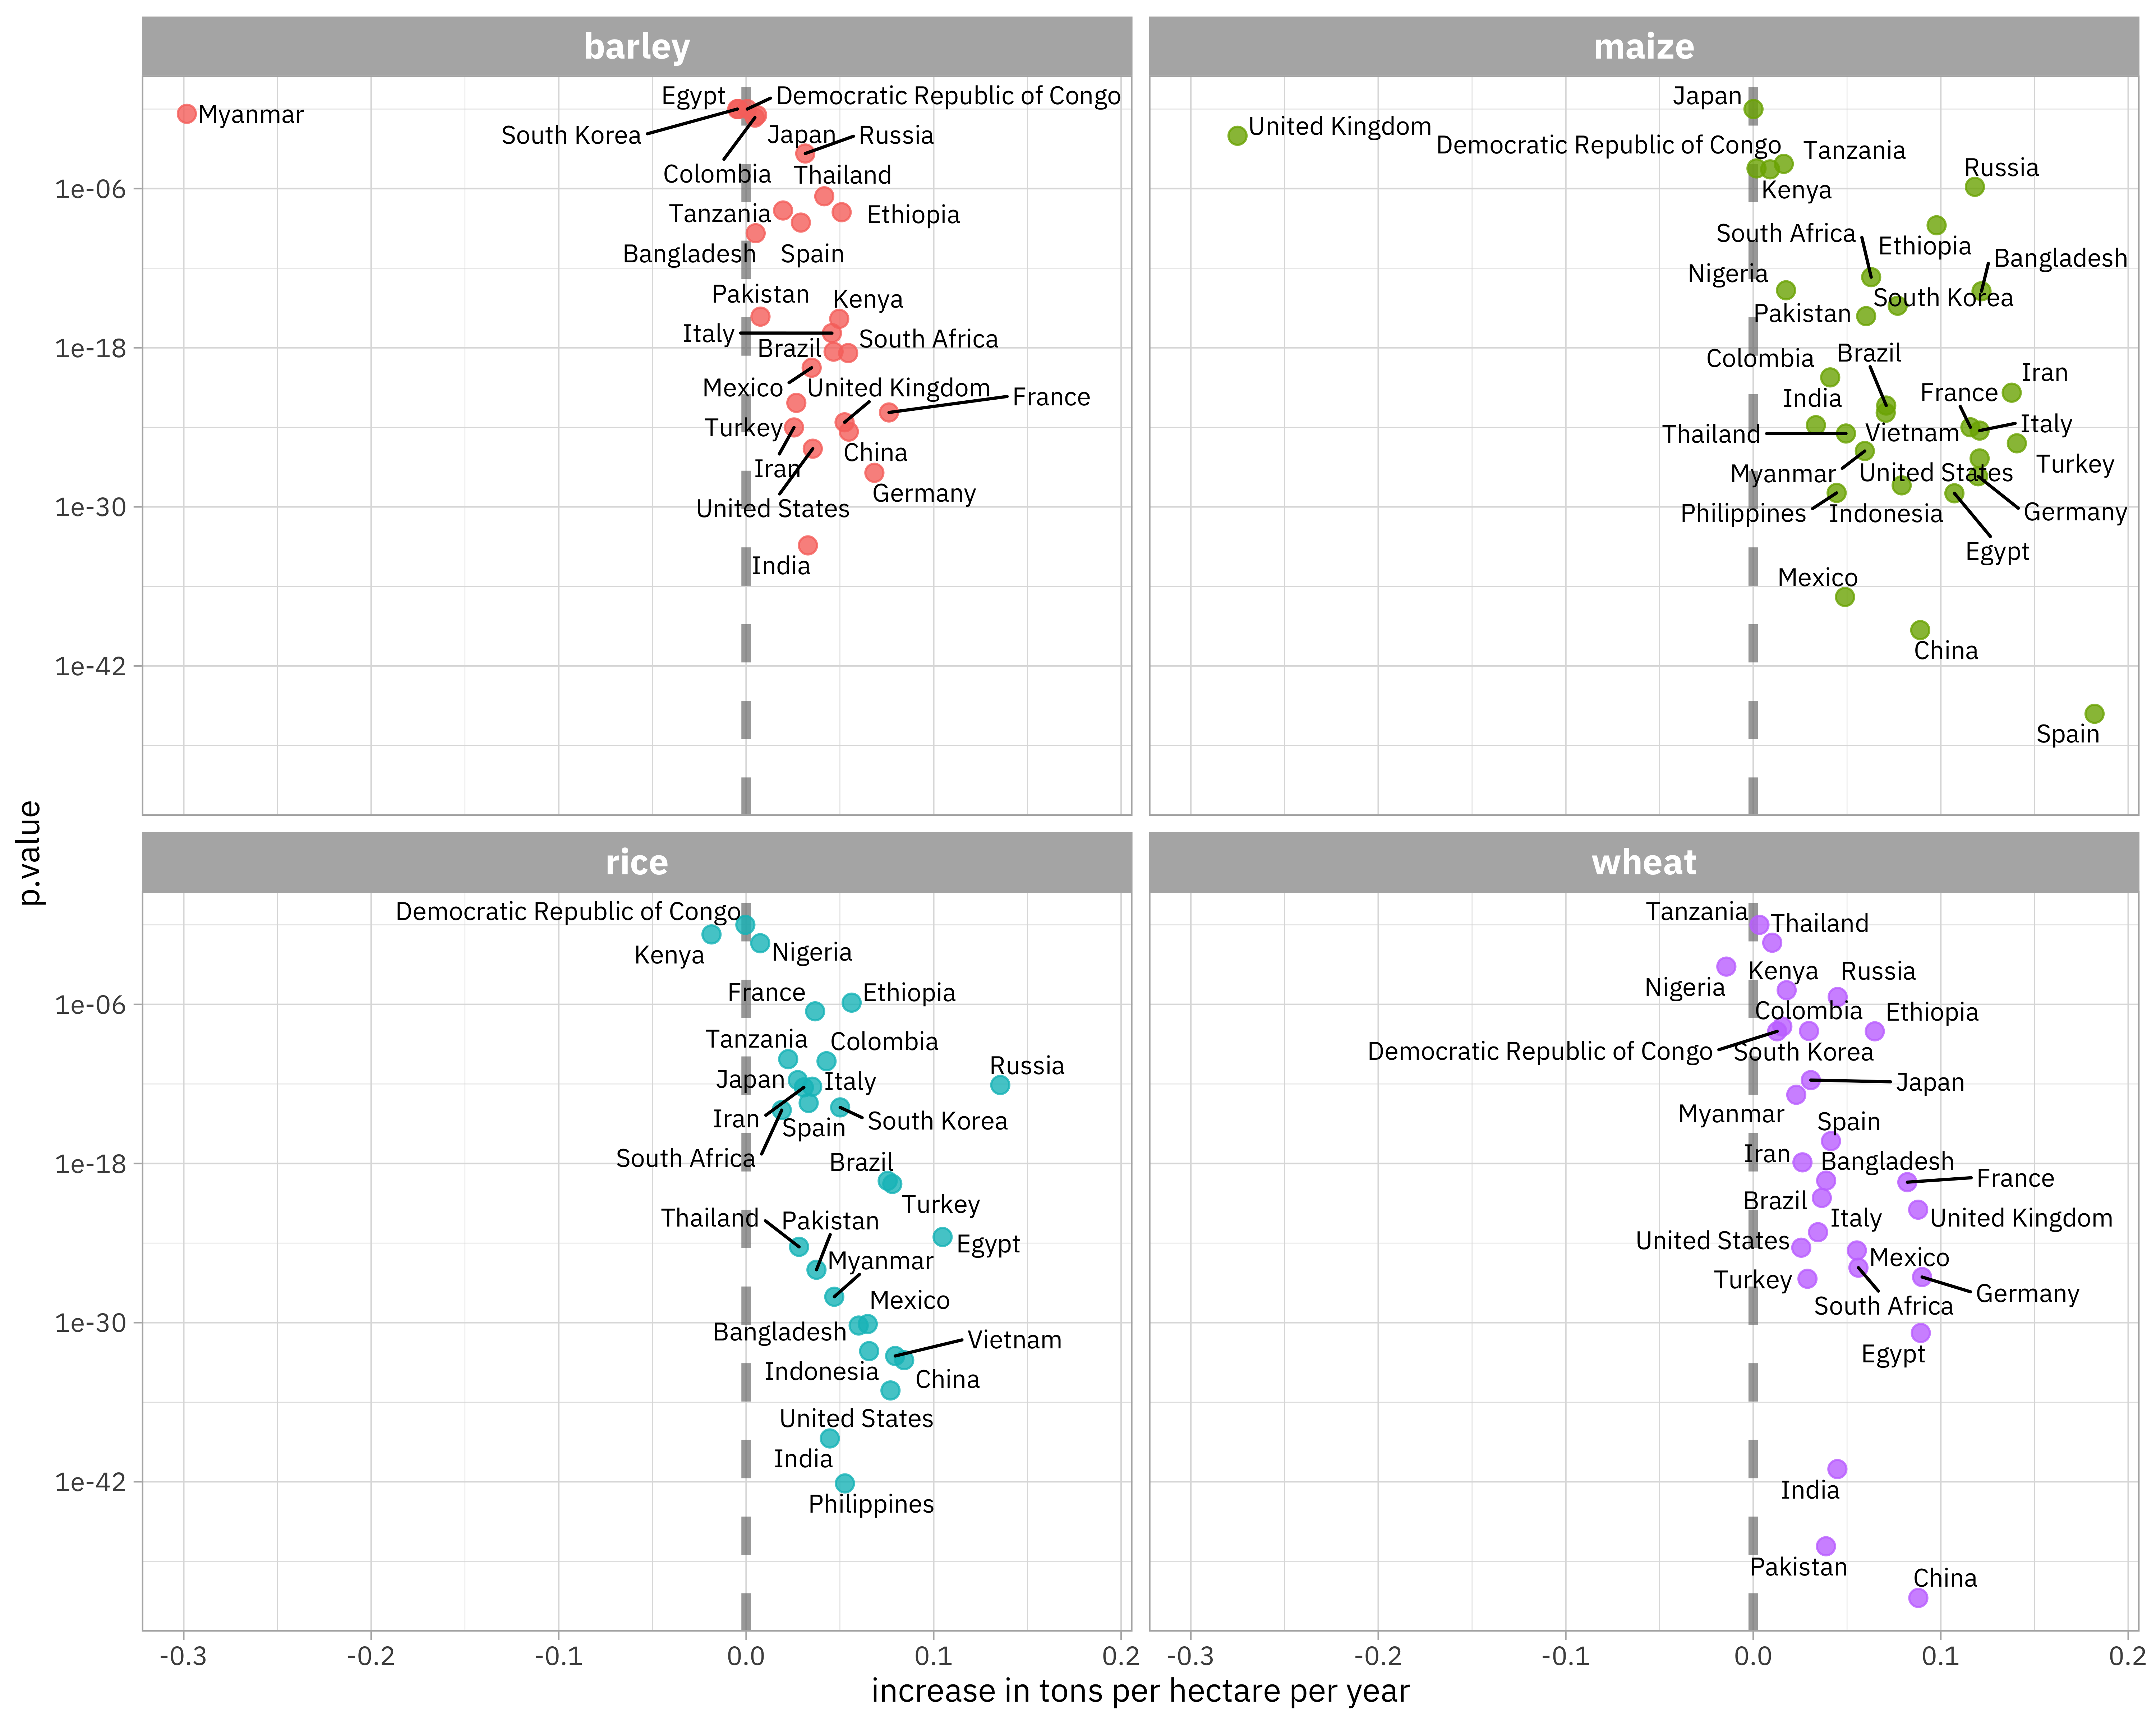 barley
Egypt
Democratic Republic of Congo
Myanmar
South Korea
Japan
Russia
Colombia
Thailand
Tanzania
Ethiopia
Bangladesh
Spain
Pakistan
Kenya
Italy
South Africa
Brazil
Mexico
United Kingdom
France
Turkey
China
Iran
Germany
United States
India
1e-06
1e-18
1e-30
1e-42
maize
Japan
United Kingdom
Democratic Republic of Congo
Tanzania
Russia
Kenya
South Africa
Ethiopia
Bangladesh
Nigeria
South Korea
Pakistan
Colombia
Brazil
Iran
India
France
Italy
Thailand
Vietnam
Turkey
Myanmar
United States
Philippines
Indonesia
Germany
Egypt
Mexico
China
Spain
p.value
rice
Democratic Republic of Congo
Kenya
Nigeria
France
Ethiopia
Tanzania
Colombia
Russia
Japan
Italy
Iran
Spain
South Korea
South Africa
Brazil
Turkey
Thailand
Pakistan
Egypt
Myanmar
Mexico
Bangladesh
Vietnam
Indonesia
China
United States
India
Philippines
1e-06
1e-18
1e-30
1e-42
-0.3
-0.2
-0.1
0.0
0.1
0.2
wheat
Tanzania
Thailand
Nigeria
Kenya
Russia
Colombia
Ethiopia
Democratic Republic of Congo
South Korea
Japan
Myanmar
Spain
Iran
Bangladesh
France
Brazil
Italy
United Kingdom
United States
Mexico
Turkey
South Africa
Germany
Egypt
India
Pakistan
China
-0.3
-0.2
-0.1
0.0
0.1
0.2
increase in tons per hectare per year